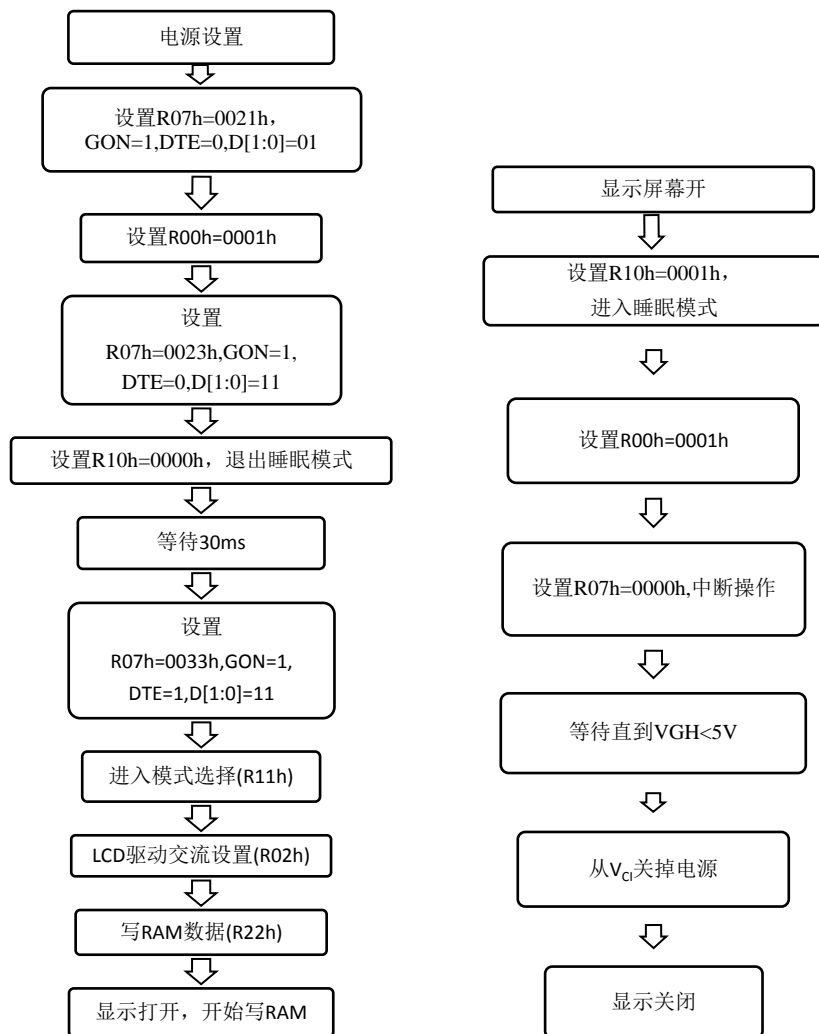 电源设置
设置R07h=0021h，
GON=1,DTE=0,D[1:0]=01
设置R00h=0001h
设置
R07h=0023h,GON=1,
DTE=0,D[1:0]=11
设置R10h=0000h，退出睡眠模式
等待30ms
设置
R07h=0033h,GON=1,
DTE=1,D[1:0]=11
进入模式选择(R11h)
LCD驱动交流设置(R02h)
写RAM数据(R22h)
显示打开，开始写RAM
显示屏幕开
设置R10h=0001h，
进入睡眠模式
设置R00h=0001h
设置R07h=0000h,中断操作
等待直到VGH<5V
从VCI关掉电源
显示关闭